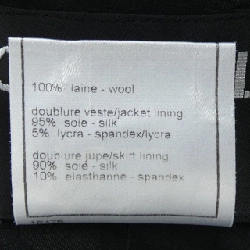 100% laine - wool
doublure veste/jacket lining
95% soie - silk
5% lycra - spandex/lycra
doublure jupe/skirt lining
90% soie - silk
10% elasthanne - spandex